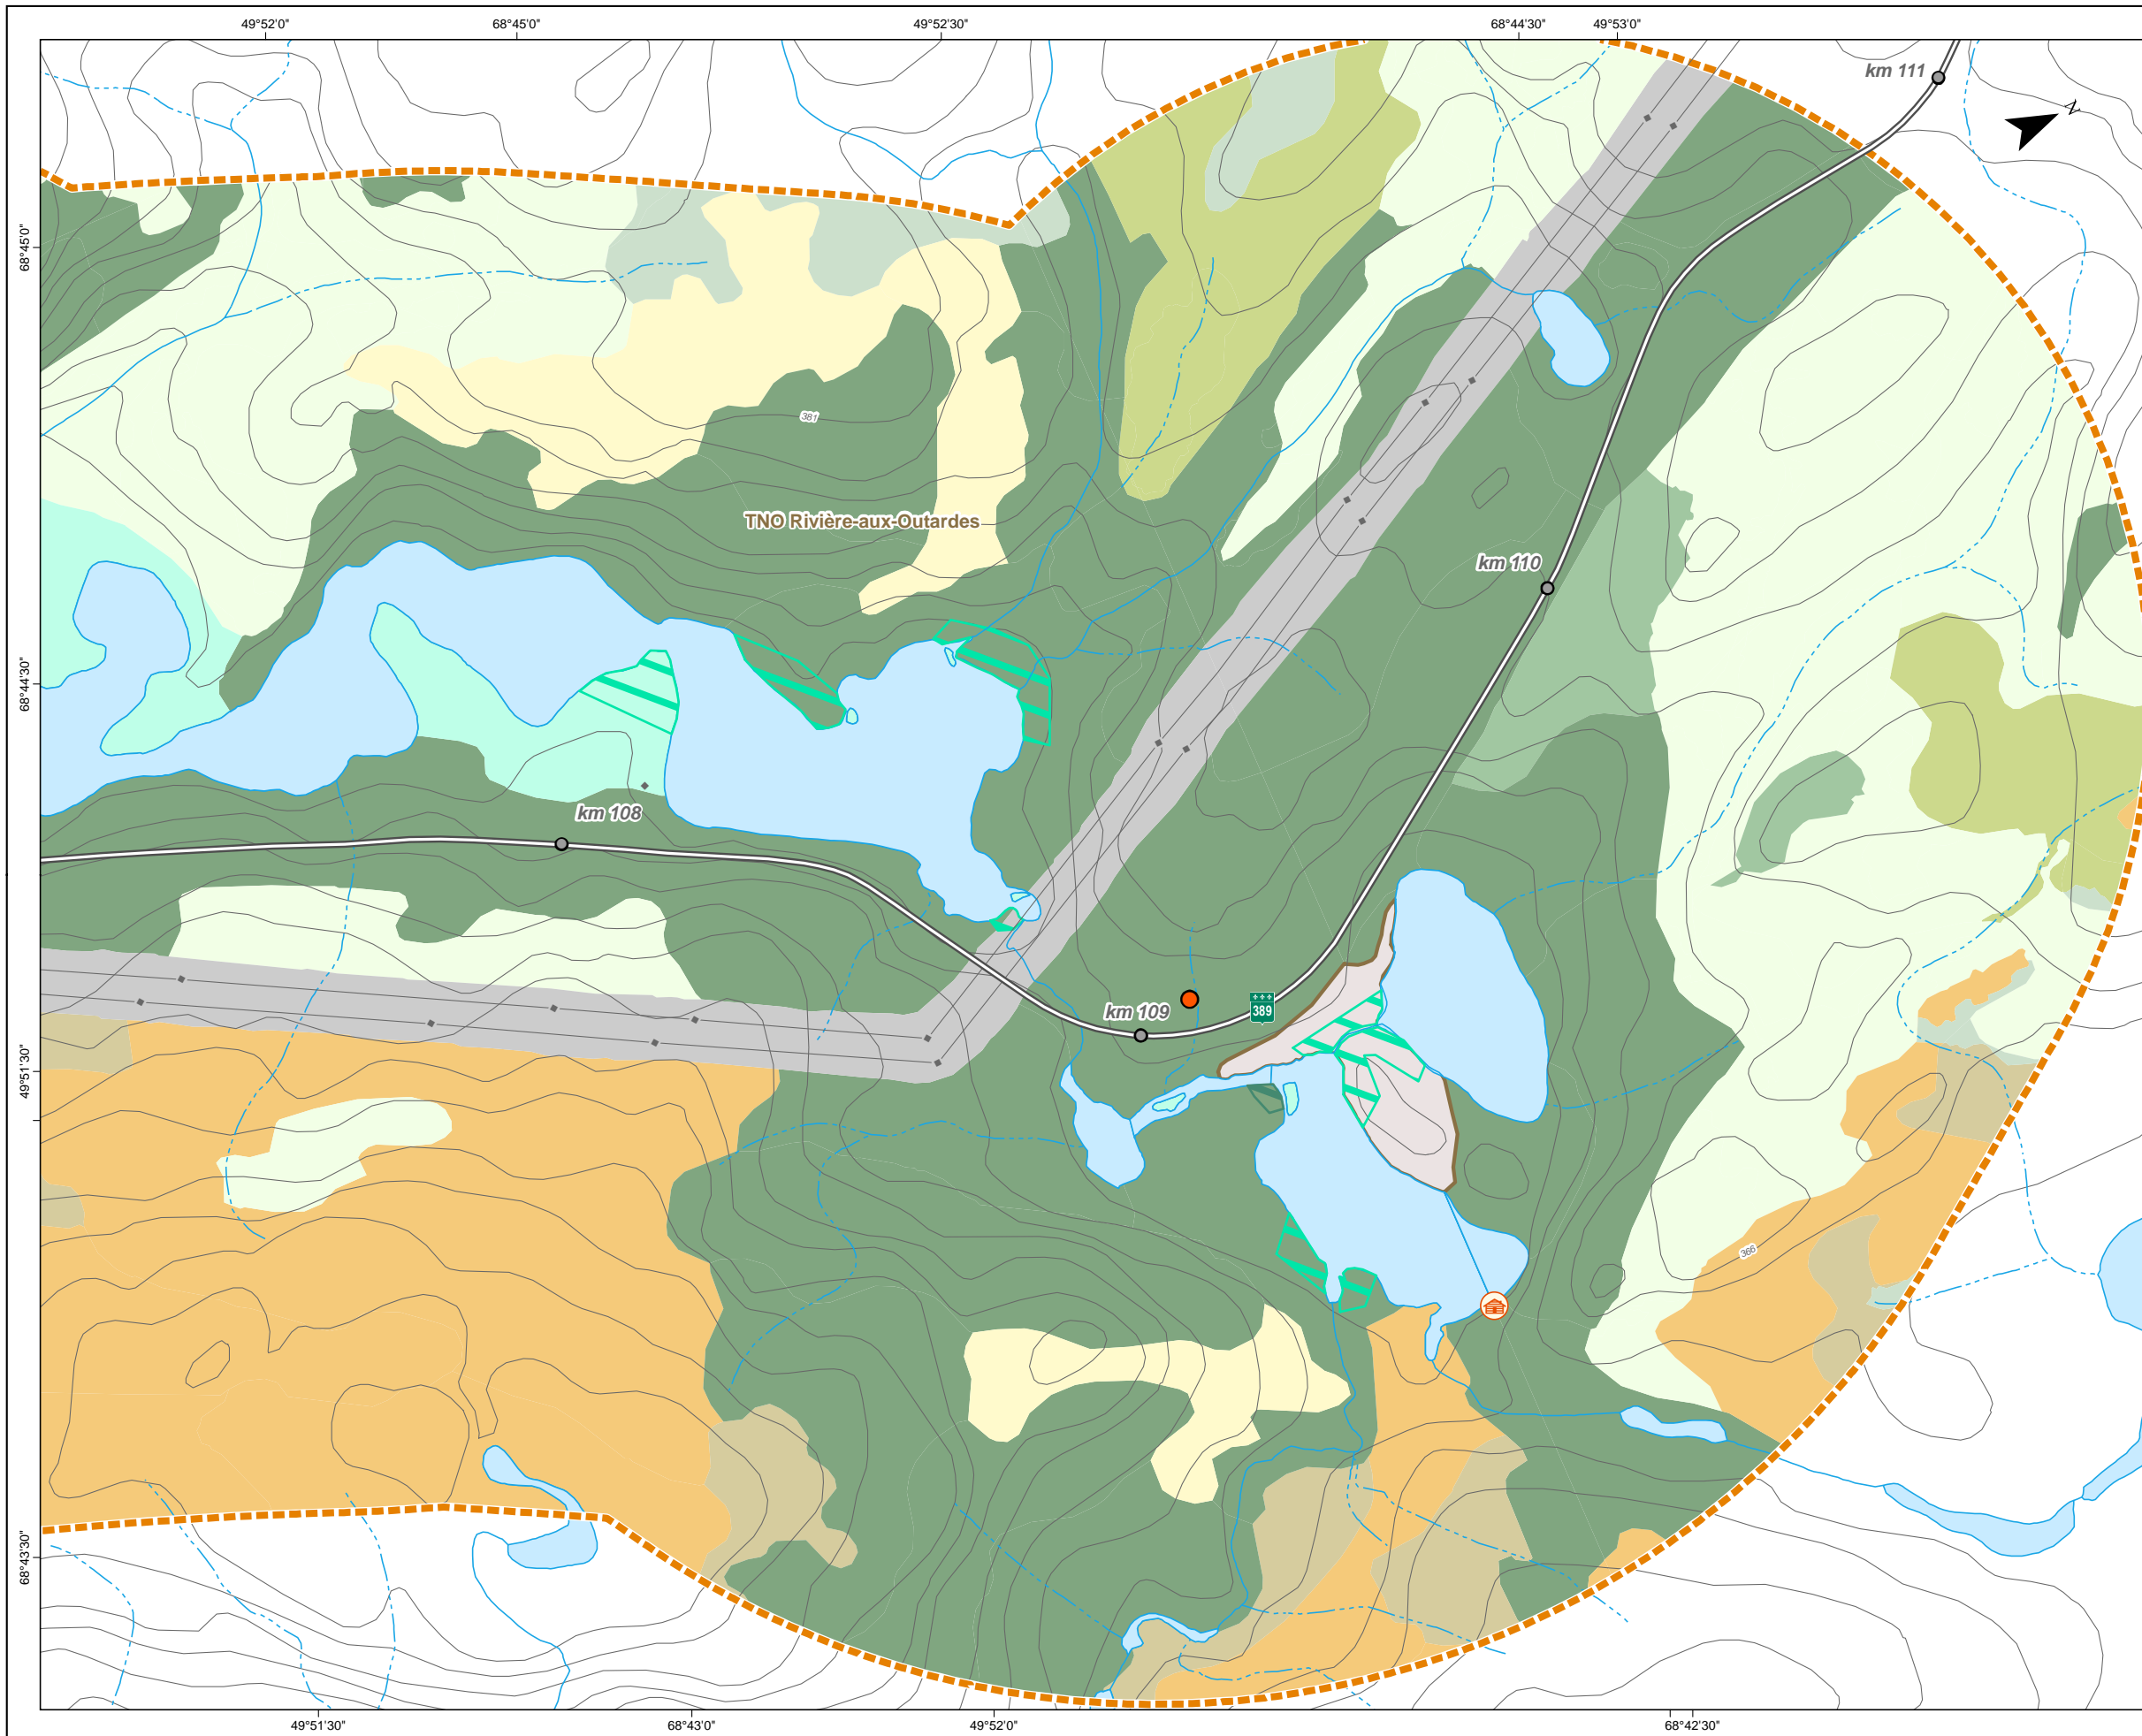 49°52'0"
68°45'0"
49°52'30"
68°44'30"
49°53'0"
km 111
N
68°45'0"
381
TNO Rivière-aux-Outardes
km 110
68°44'30"
km 108
km 109
389
49°51'30"
366
68°43'30"
49°51'30"
68°43'0"
49°52'0"
68°42'30"